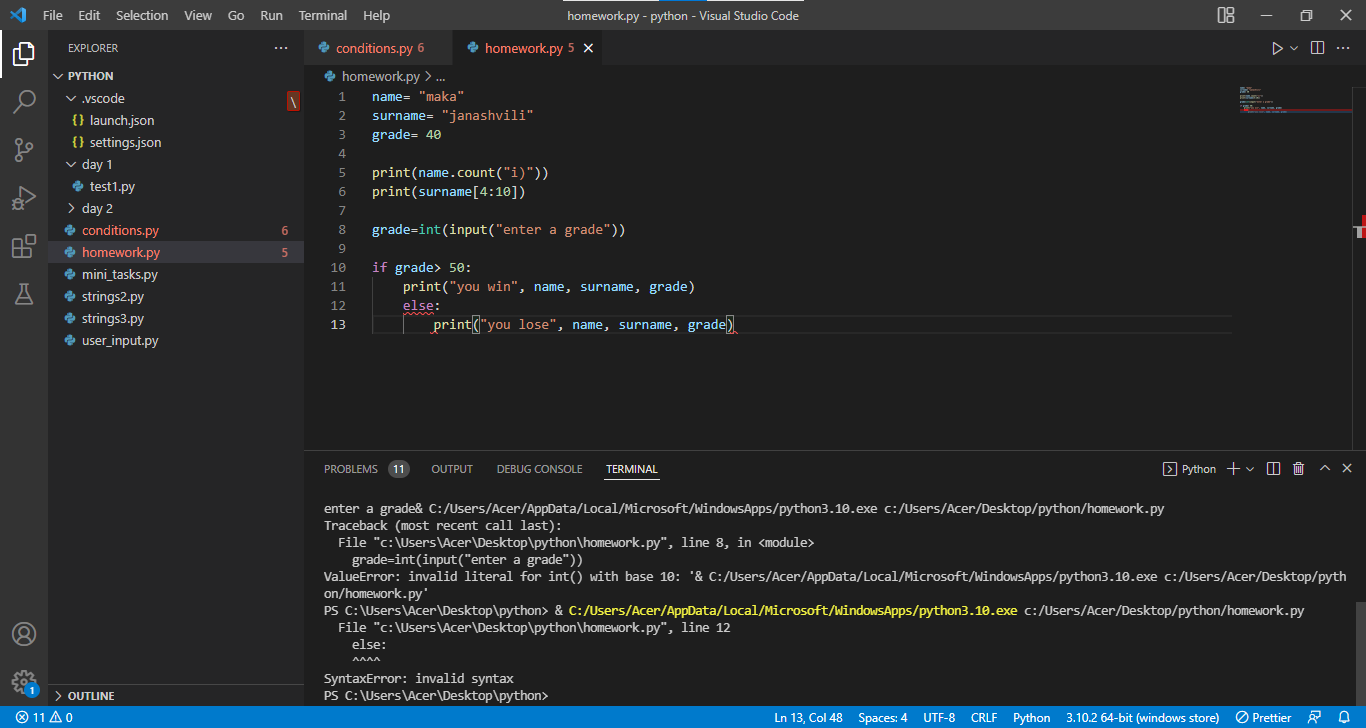 File Edit Selection View Go Run Terminal Help
homework.py - python - Visual Studio Code
EXPLORER
PYTHON
.vscode
\
launch.json
settings.json
day 1
test1.py
day 2
conditions.py 6
homework.py 5
mini_tasks.py
strings2.py
strings3.py
user_input.py
OUTLINE
1
conditions.py 6 homework.py 5
homework.py > ...
1 name= "maka"
2 surname= "janashvili"
3 grade= 40
4
5 print(name.count("i)"))
6 print(surname[4:10])
7
8 grade=int(input("enter a grade"))
9
10 if grade> 50:
11 print("you win", name, surname, grade)
12 else:
13 print("you lose", name, surname, grade)
PROBLEMS 11 OUTPUT DEBUG CONSOLE TERMINAL
Python
enter a grade& C:/Users/Acer/AppData/Local/Microsoft/WindowsApps/python3.10.exe c:/Users/Acer/Desktop/python/homework.py
Traceback (most recent call last):
File "c:\Users\Acer\Desktop\python\homework.py", line 8, in <module>
grade=int(input("enter a grade"))
ValueError: invalid literal for int() with base 10: '& C:/Users/Acer/AppData/Local/Microsoft/WindowsApps/python3.10.exe c:/Users/Acer/Desktop/pyth
on/homework.py'
PS C:\Users\Acer\Desktop\python> & C:/Users/Acer/AppData/Local/Microsoft/WindowsApps/python3.10.exe c:/Users/Acer/Desktop/python/homework.py
File "c:\Users\Acer\Desktop\python\homework.py", line 12
else:
^^^^
SyntaxError: invalid syntax
PS C:\Users\Acer\Desktop\python>
11 0
Ln 13, Col 48 Spaces: 4 UTF-8 CRLF Python 3.10.2 64-bit (windows store) Prettier